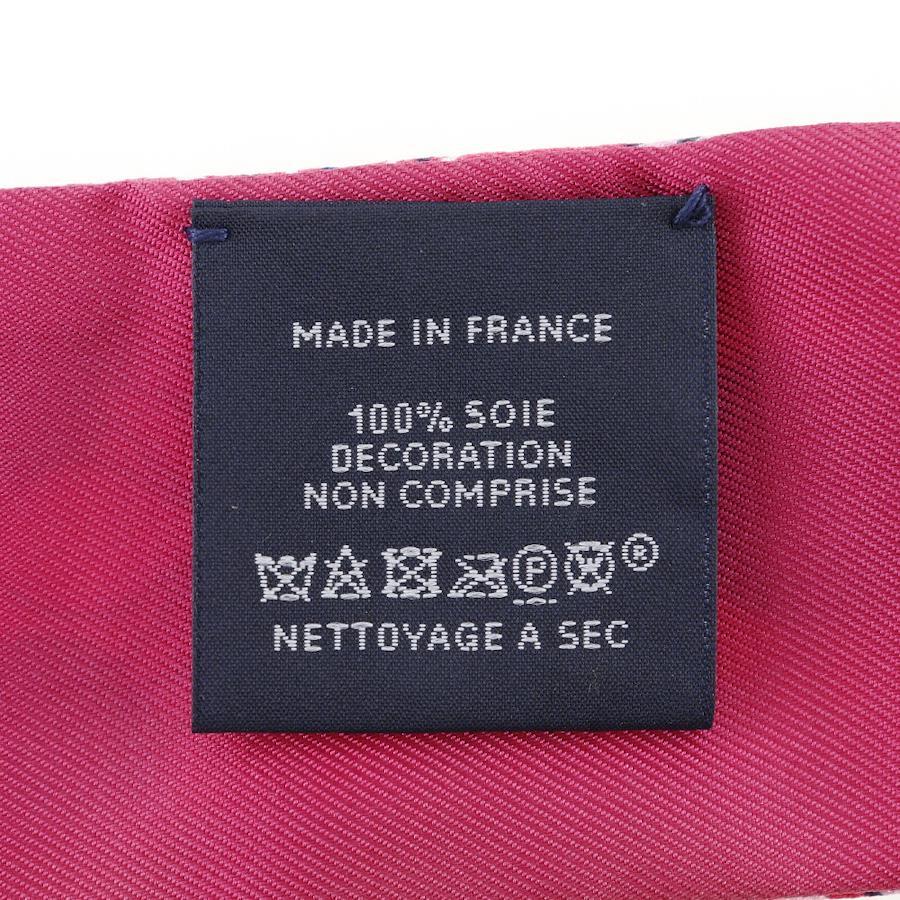 MADE IN FRANCE
100% SOIE
DECORATION
NON COMPRISE
P W ®
NETTOYAGE A SEC